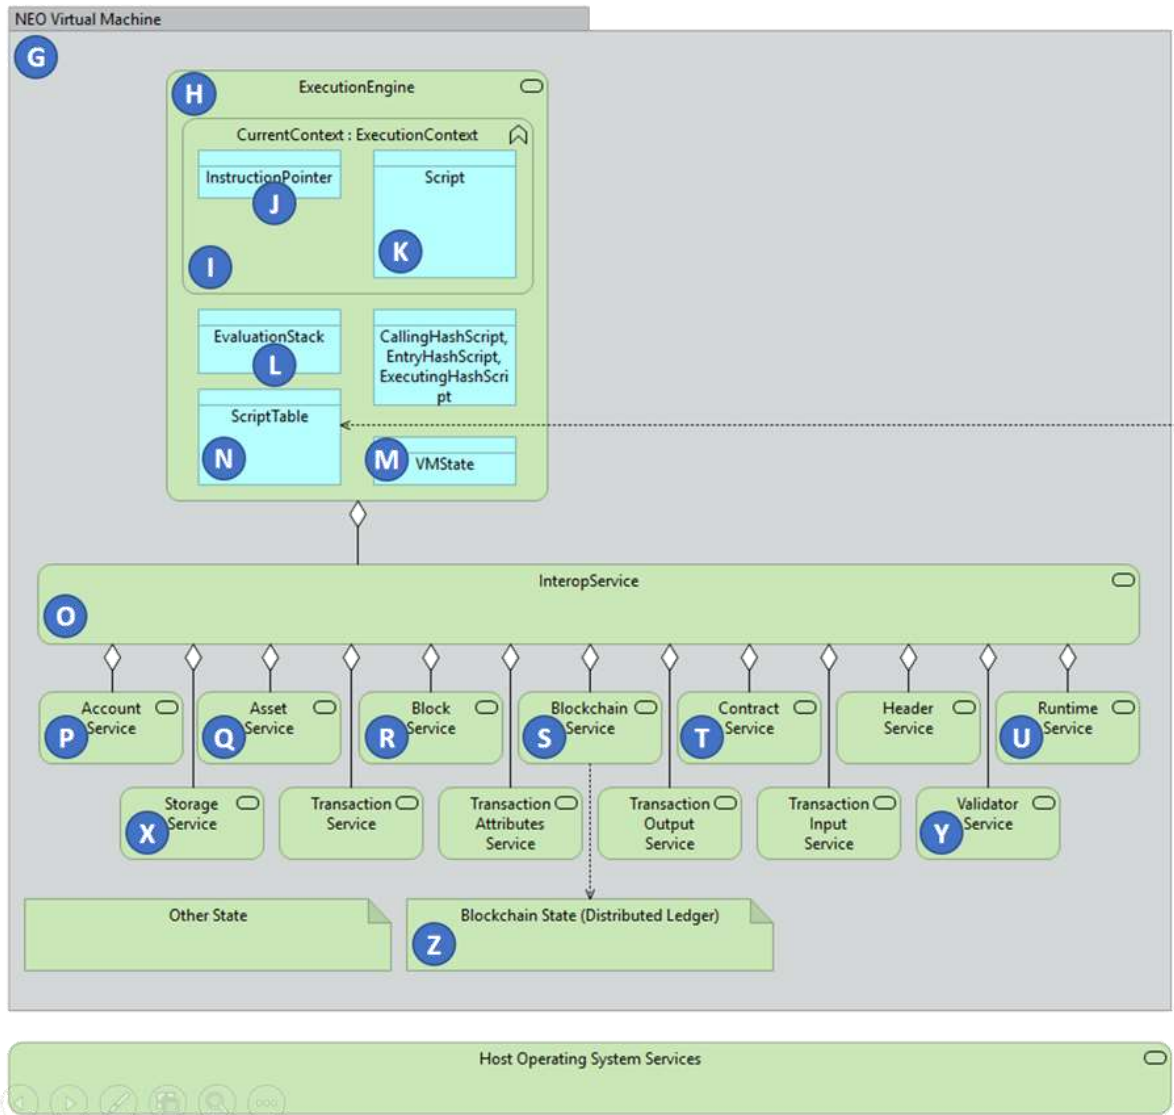 NEO Virtual Machine
G
H
ExecutionEngine
CurrentContext : ExecutionContext
InstructionPointer
J
Script
K
I
EvaluationStack
L
CallingHashScript,
EntryHashScript,
ExecutingHashScri
pt
ScriptTable
N
M
VMState
InteropService
O
Account
Service
P
Asset
Service
Q
Block
Service
R
Blockchain
Service
S
Contract
Service
T
Header
Service
Runtime
Service
U
Storage
Service
X
Transaction
Service
Transaction
Attributes
Service
Transaction
Output
Service
Transaction
Input
Service
Validator
Service
Y
Other State
Blockchain State (Distributed Ledger)
Z
Host Operating System Services